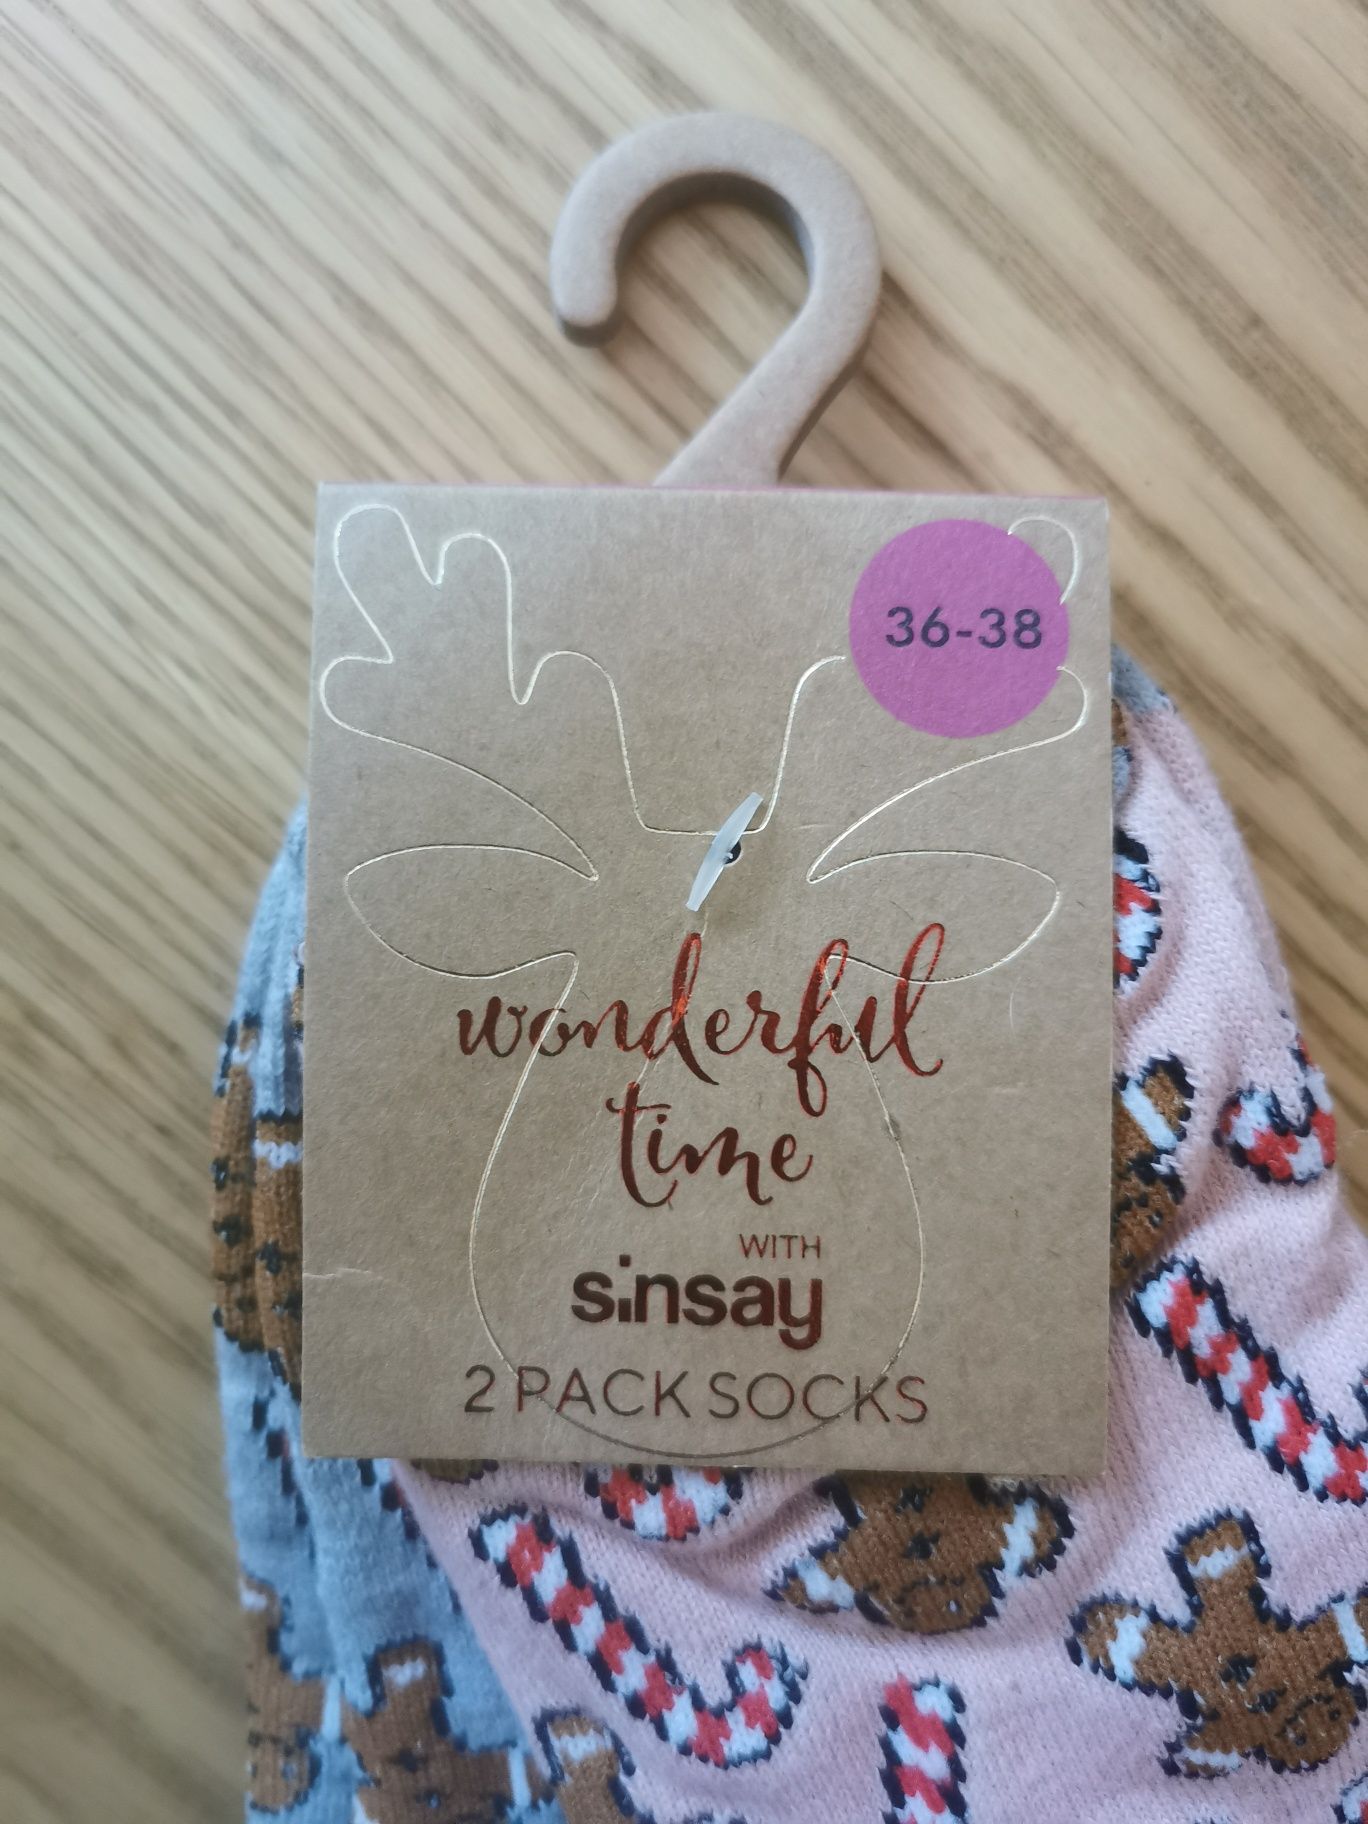 36-38
wonderful
time
WITH
sinsay
2 PACK SOCKS